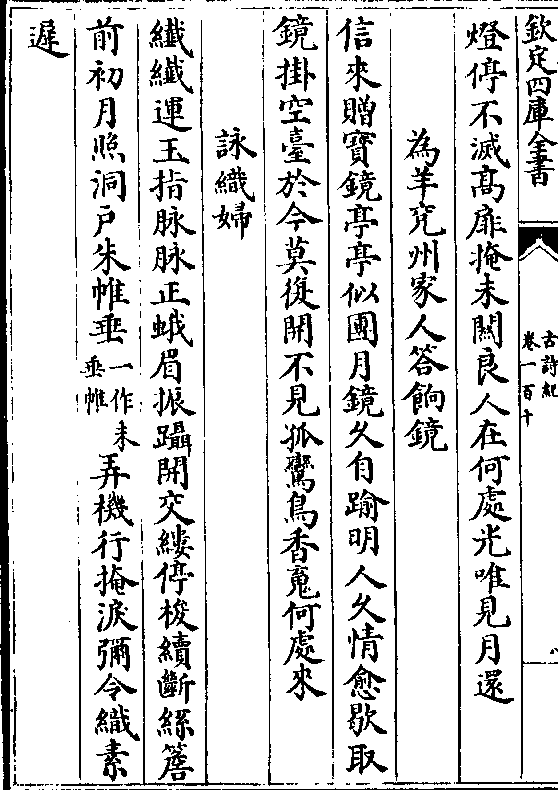 欽定四庫全書
古詩紀
卷一百十
八
燈停不滅髙扉掩未關良人在何處光唯見月還
為羊兖州家人答餉鏡
信來贈寳鏡亭亭似團月鏡久自踰明人久情愈歇取
鏡掛空臺於今莫復開不見孤鸞鳥香䰟何處來
詠織婦
纎纎運玉指脉脉正蛾眉振躡開交縷停梭續斷絲簷
前初月照洞戸朱帷垂一作未垂帷弄機行掩淚彌令織素
遲